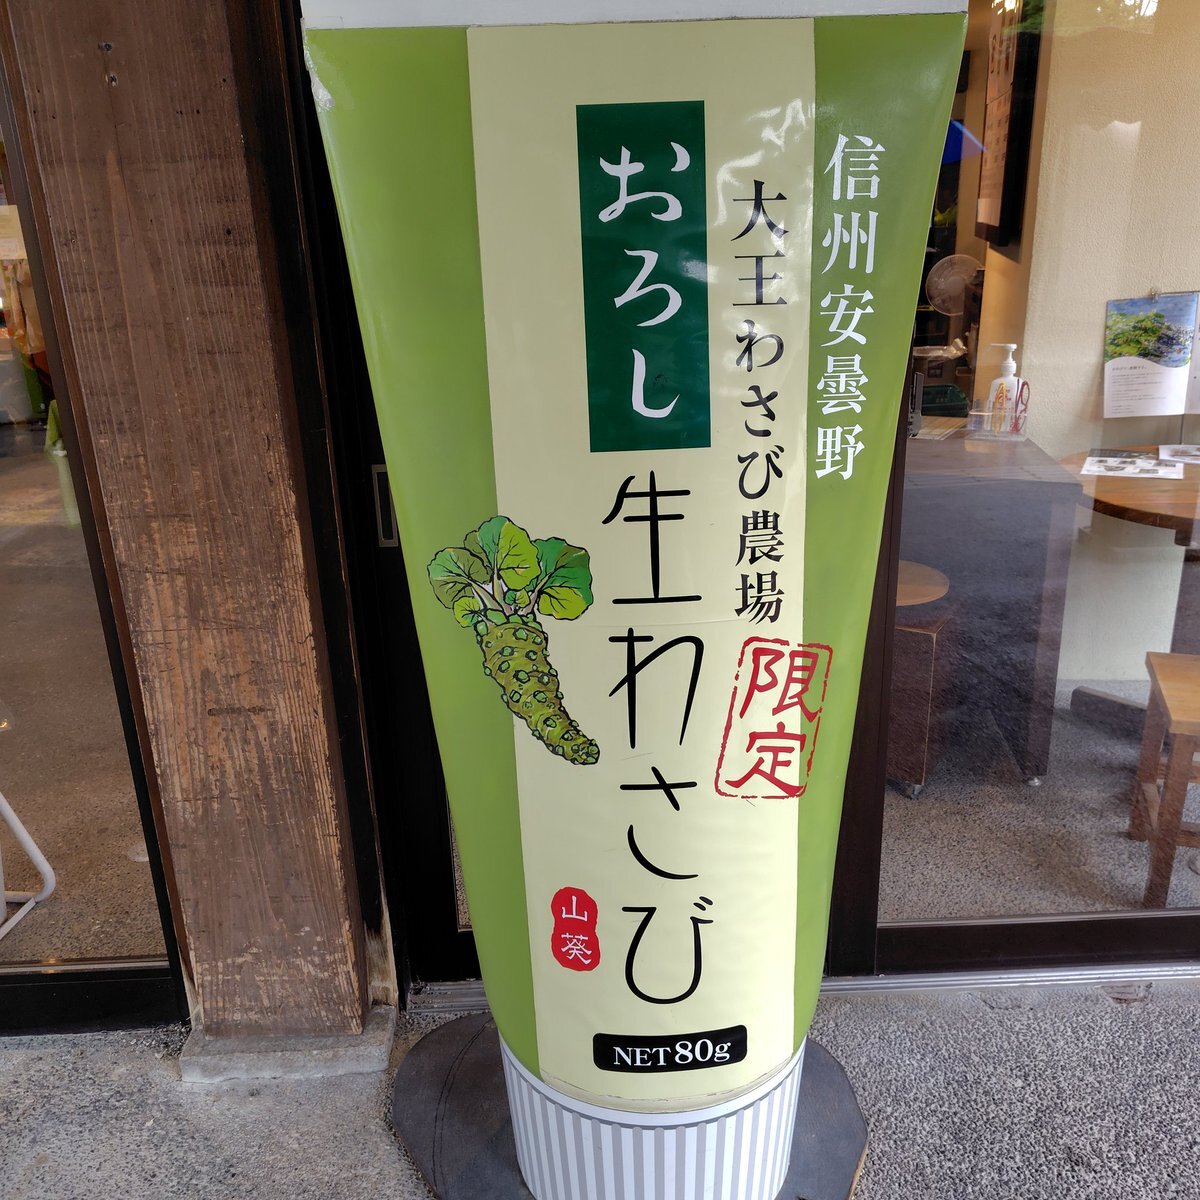 信州安曇野
大王わさび農場
限定
おろし
生わさび
山葵
NET80g